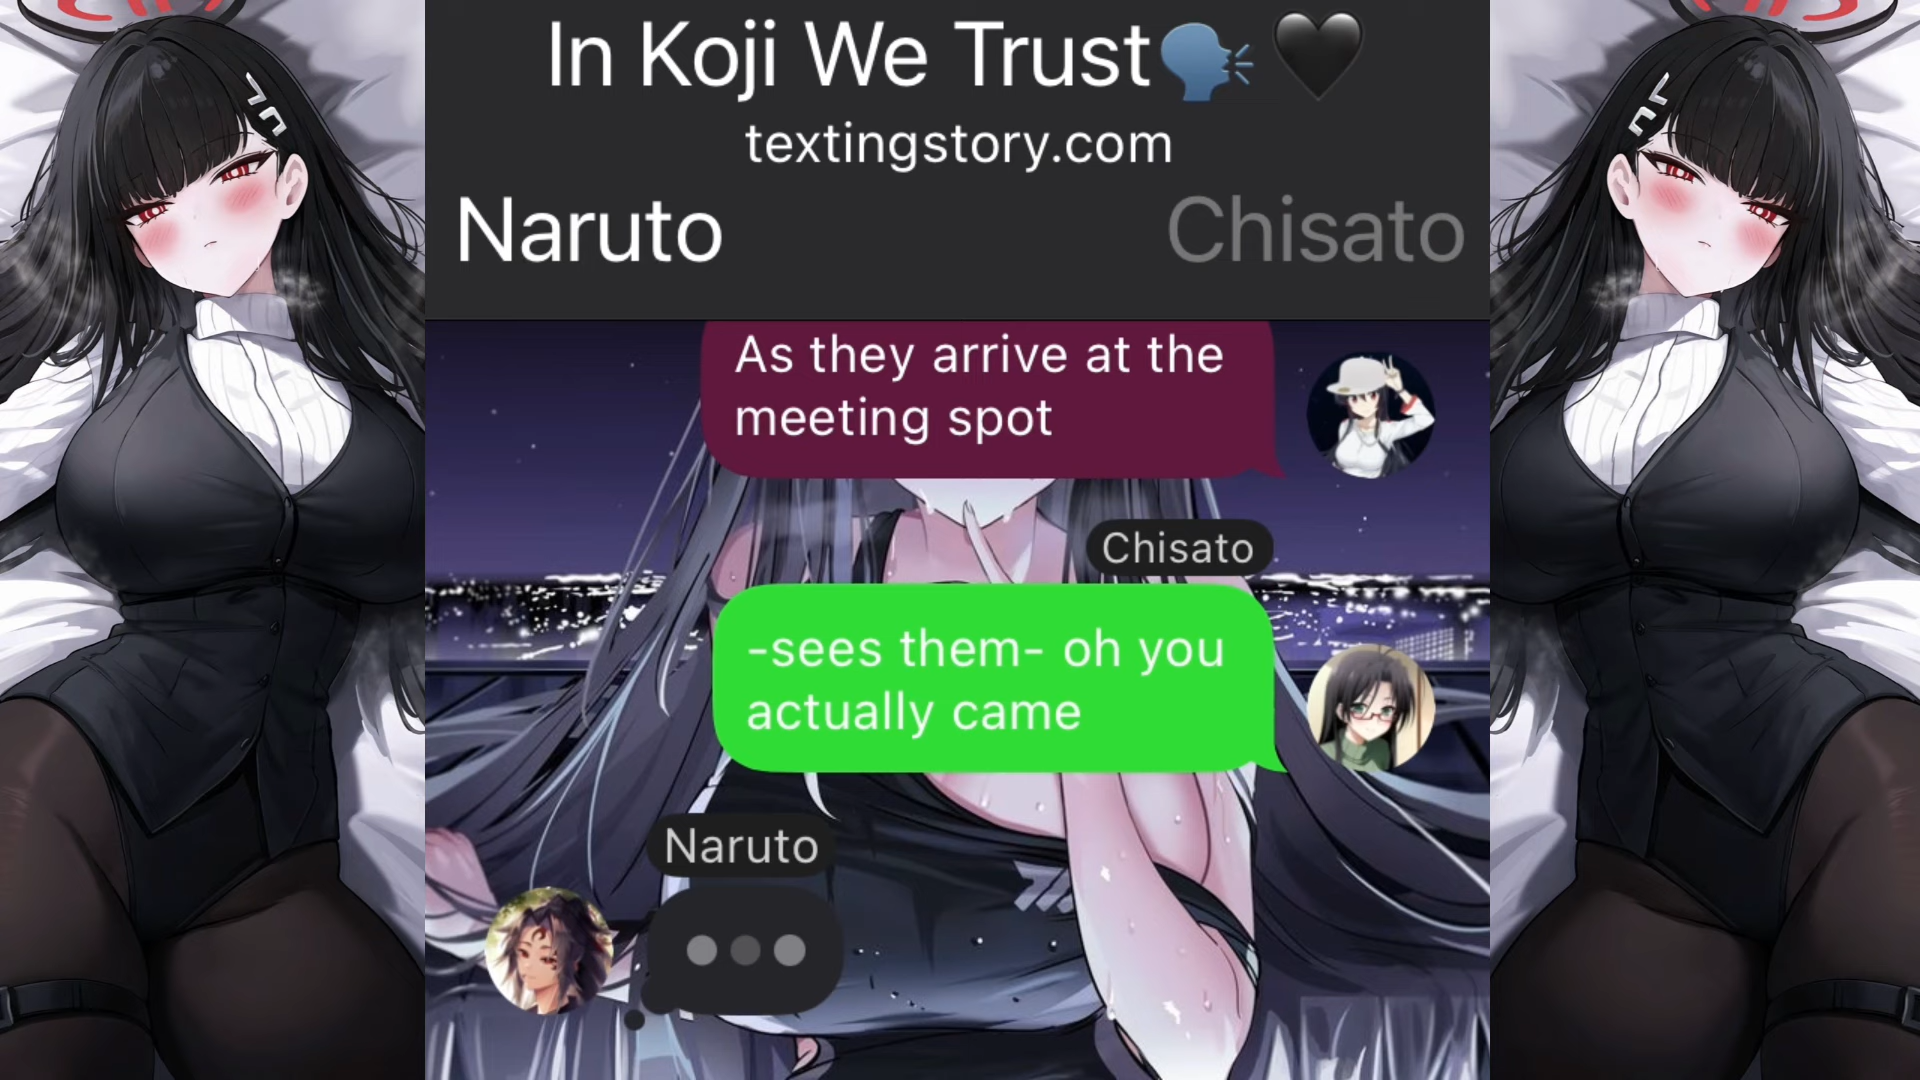 In Koji We Trust🗣️🖤
textingstory.com
Naruto
Chisato
As they arrive at the
meeting spot
Chisato
-sees them- oh you
actually came
Naruto